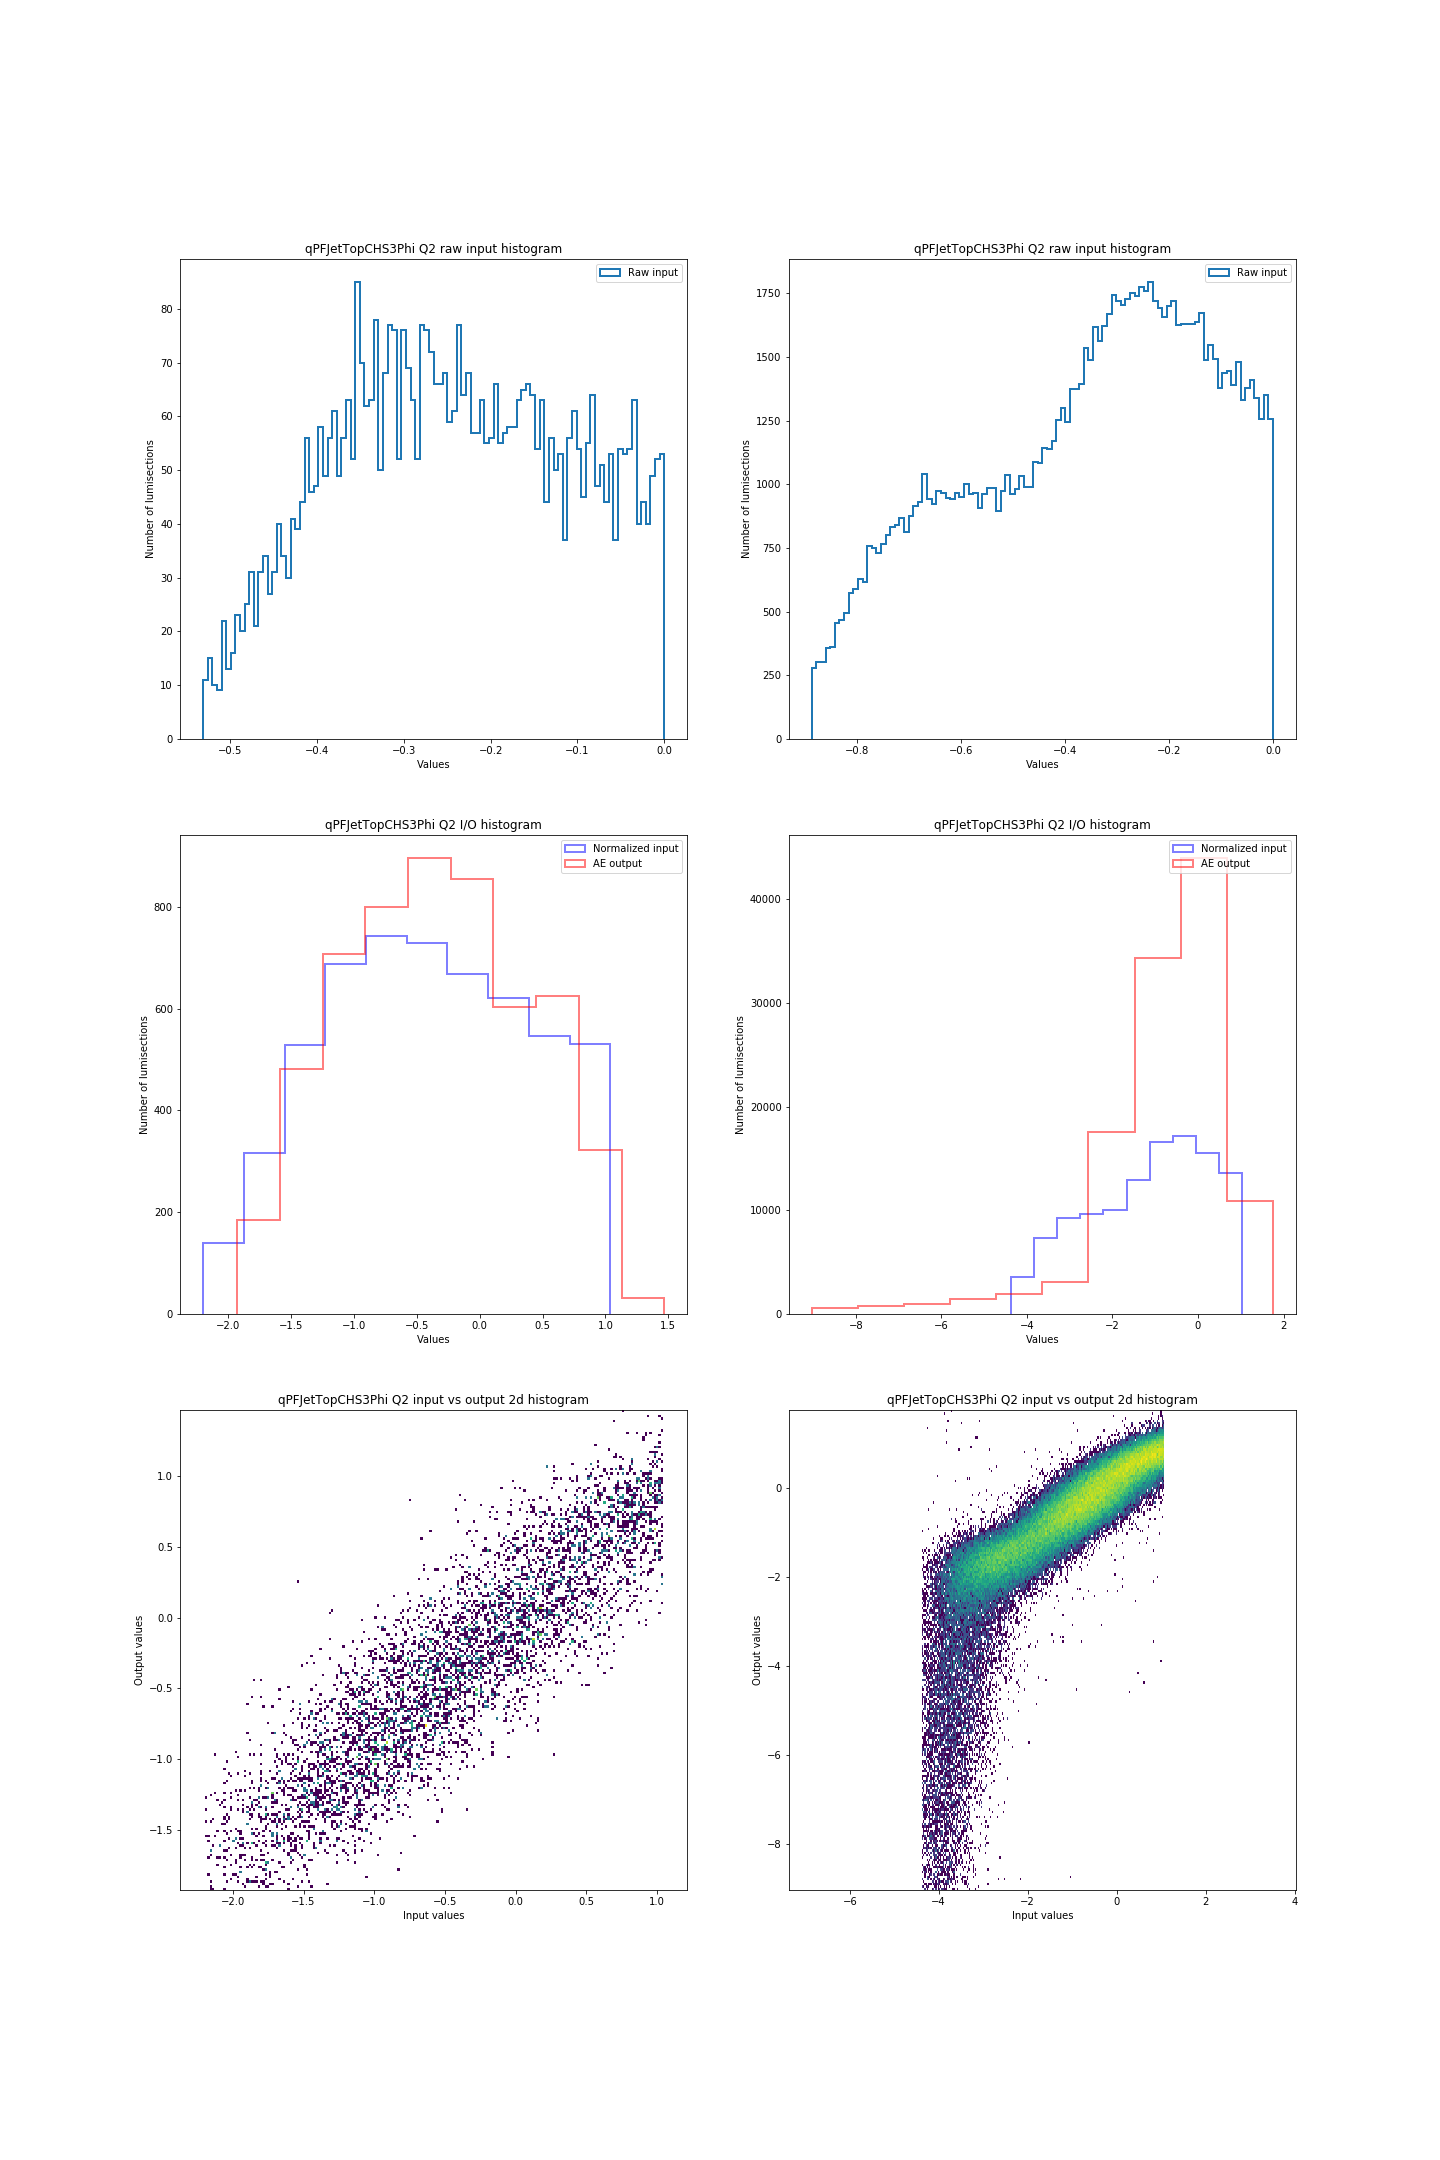 qPFJetTopCHS3Phi Q2 raw input histogram
Raw input
Number of lumisections
80
70
60
50
40
30
20
10
0
−0.5 −0.4 −0.3 −0.2 −0.1 0.0
Values
qPFJetTopCHS3Phi Q2 raw input histogram
Raw input
Number of lumisections
1750
1500
1250
1000
750
500
250
0
−0.8 −0.6 −0.4 −0.2 0.0
Values
qPFJetTopCHS3Phi Q2 I/O histogram
Normalized input
AE output
Number of lumisections
800
600
400
200
0
−2.0 −1.5 −1.0 −0.5 0.0 0.5 1.0 1.5
Values
qPFJetTopCHS3Phi Q2 I/O histogram
Normalized input
AE output
Number of lumisections
40000
30000
20000
10000
0
−8 −6 −4 −2 0 2
Values
qPFJetTopCHS3Phi Q2 input vs output 2d histogram
Output values
1.0
0.5
0.0
−0.5
−1.0
−1.5
−2.0 −1.5 −1.0 −0.5 0.0 0.5 1.0
Input values
qPFJetTopCHS3Phi Q2 input vs output 2d histogram
Output values
0
−2
−4
−6
−8
−6 −4 −2 0 2 4
Input values